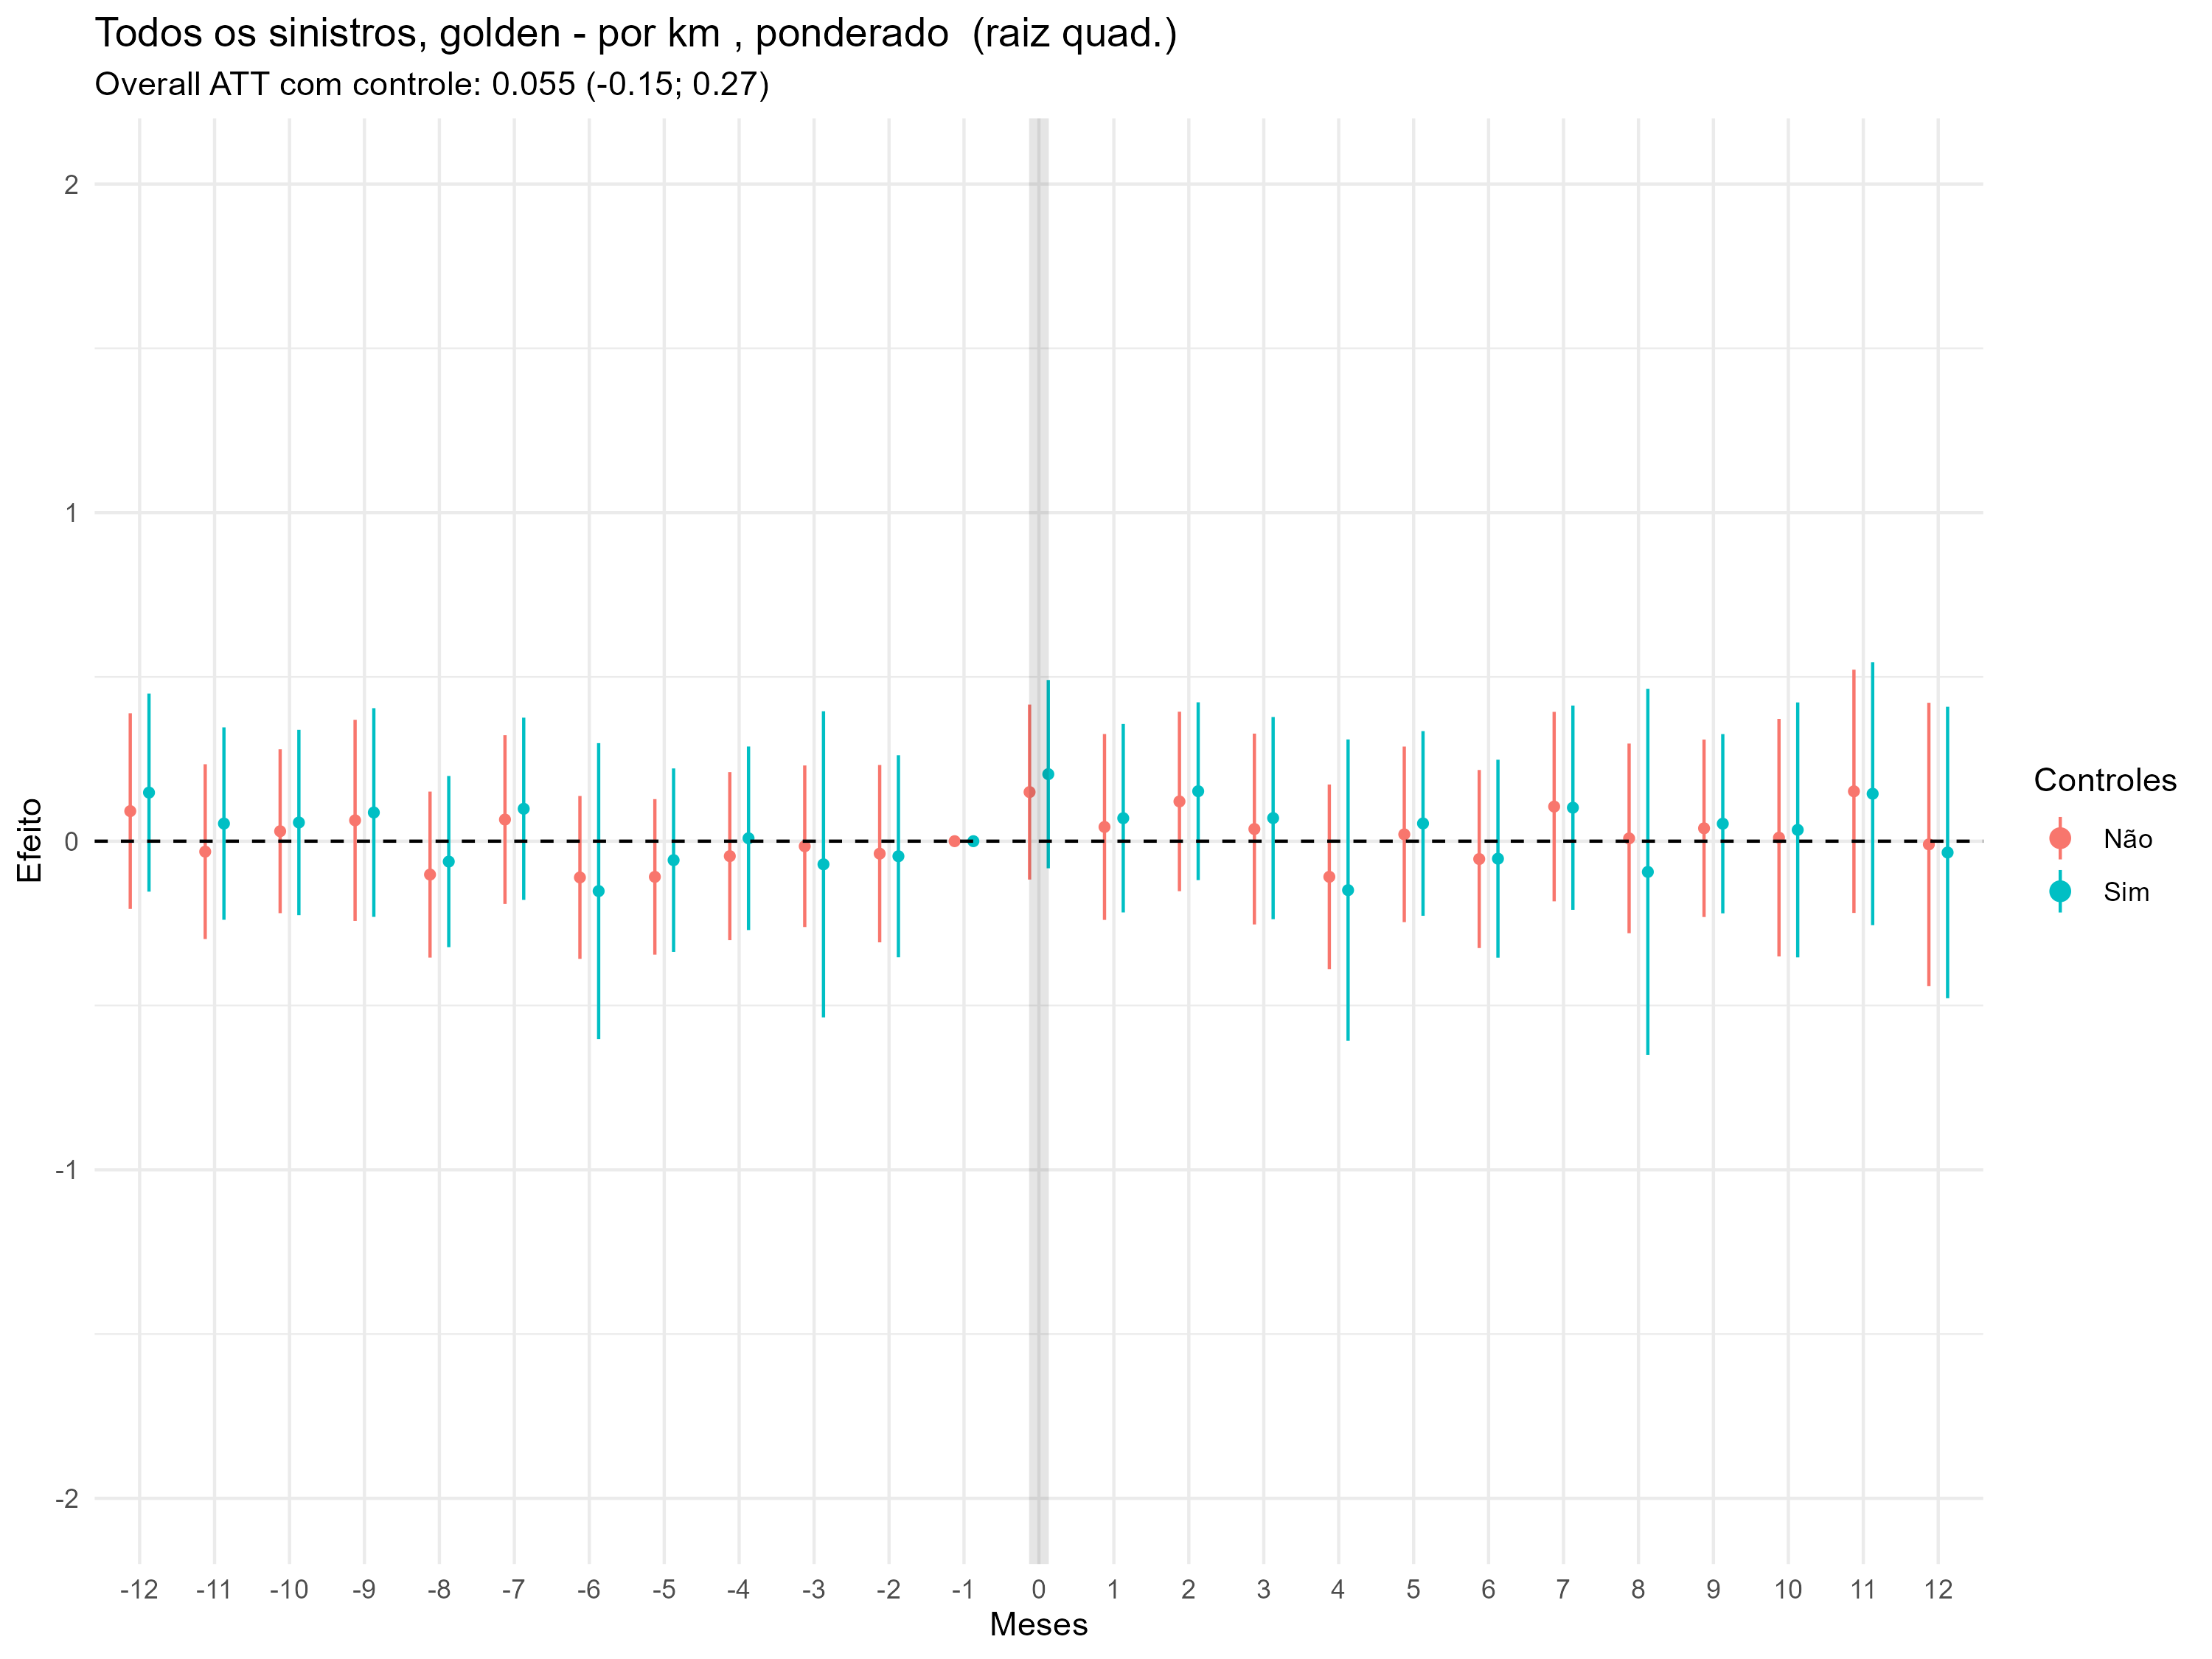 Todos os sinistros, golden - por km , ponderado  (raiz quad.)
Overall ATT com controle: 0.055 (-0.15; 0.27)
2
1
0
-1
-2
Efeito
-12 -11 -10 -9 -8 -7 -6 -5 -4 -3 -2 -1 0 1 2 3 4 5 6 7 8 9 10 11 12
Meses
Controles
Não
Sim